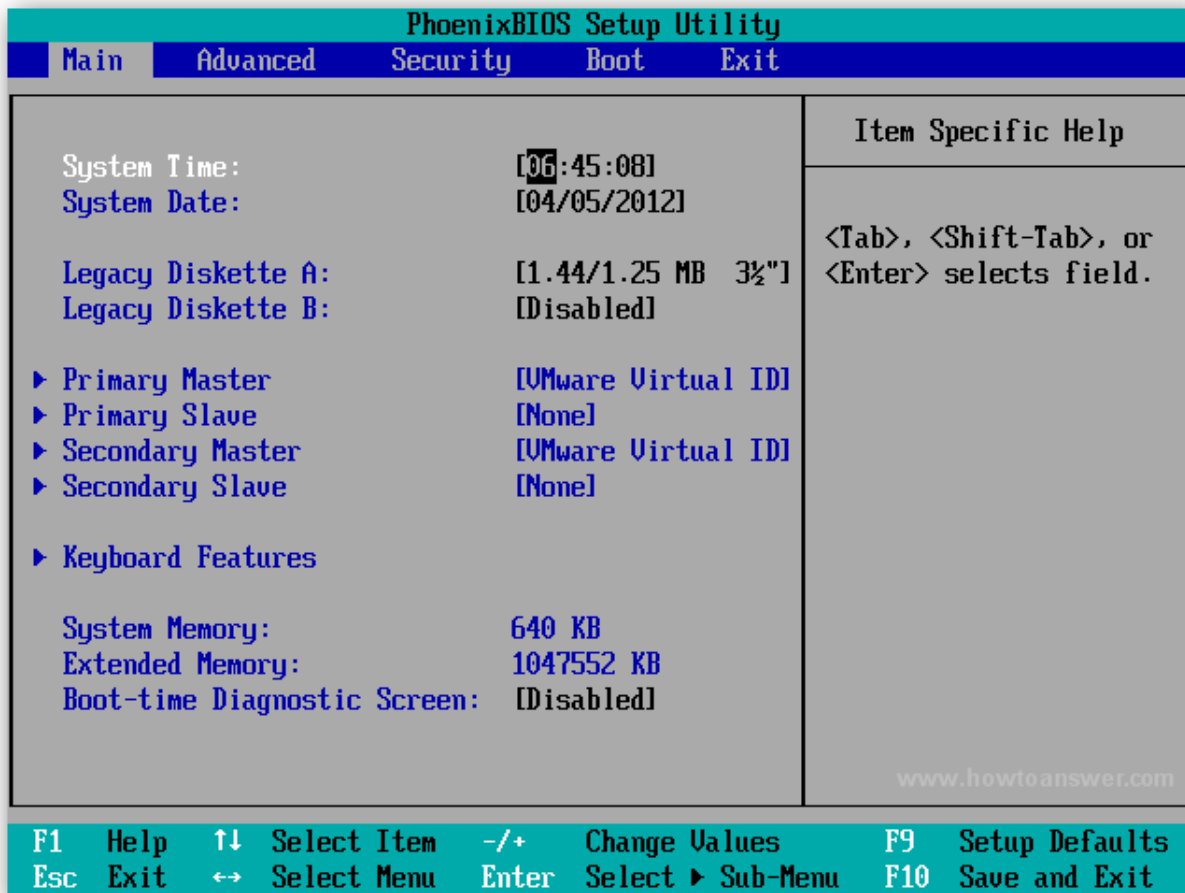 PhoenixBIOS Setup Utility
Main Advanced Security Boot Exit
Item Specific Help
System Time: [06:45:08]
System Date: [04/05/2012]
<Tab>, <Shift-Tab>, or
<Enter> selects field.
Legacy Diskette A: [1.44/1.25 MB 3½"]
Legacy Diskette B: [Disabled]
Primary Master [VMware Virtual ID]
Primary Slave [None]
Secondary Master [VMware Virtual ID]
Secondary Slave [None]
Keyboard Features
System Memory: 640 KB
Extended Memory: 1047552 KB
Boot-time Diagnostic Screen: [Disabled]
www.howtoanswer.com
F1 Help ↑↓ Select Item -/+ Change Values F9 Setup Defaults
Esc Exit ↔ Select Menu Enter Select ▶ Sub-Menu F10 Save and Exit